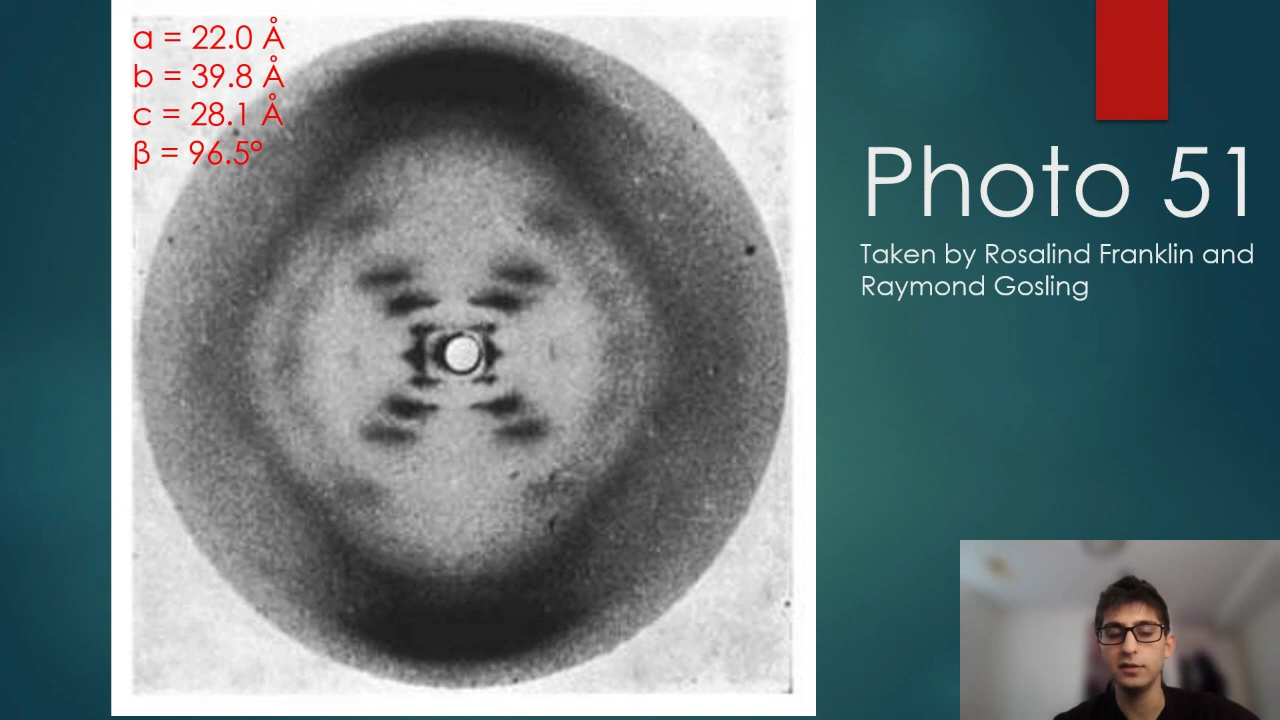 a = 22.0 Å
b = 39.8 Å
c = 28.1 Å
β = 96.5°
Photo 51
Taken by Rosalind Franklin and
Raymond Gosling